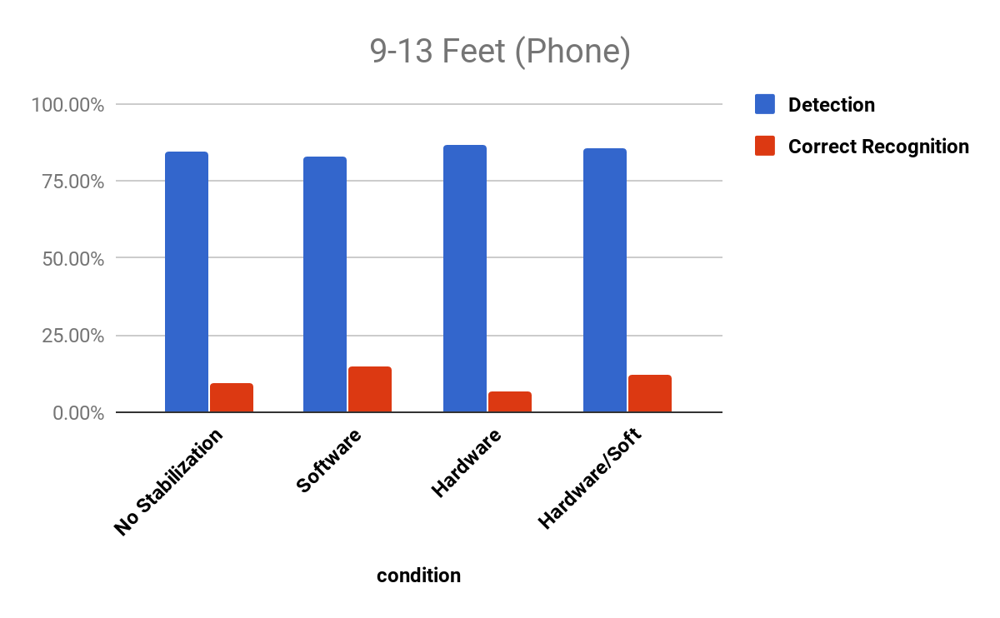 9-13 Feet (Phone)
100.00%
75.00%
50.00%
25.00%
0.00%
Detection
Correct Recognition
No Stabilization
Software
Hardware
Hardware/Soft
condition